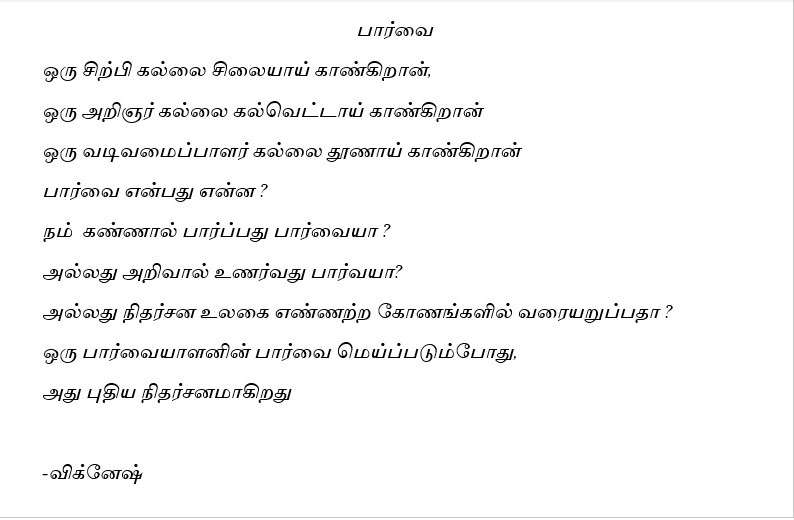 பார்வை
ஒரு சிற்பி கல்லை சிலையாய் காண்கிறான்,
ஒரு அறிஞர் கல்லை கல்வெட்டாய் காண்கிறான்
ஒரு வடிவமைப்பாளர் கல்லை தூணாய் காண்கிறான்
பார்வை என்பது என்ன ?
நம் கண்ணால் பார்ப்பது பார்வையா ?
அல்லது அறிவால் உணர்வது பார்வயா?
அல்லது நிதர்சன உலகை எண்ணற்ற கோணங்களில் வரையறுப்பதா ?
ஒரு பார்வையாளனின் பார்வை மெய்ப்படும்போது,
அது புதிய நிதர்சனமாகிறது
-விக்னேஷ்